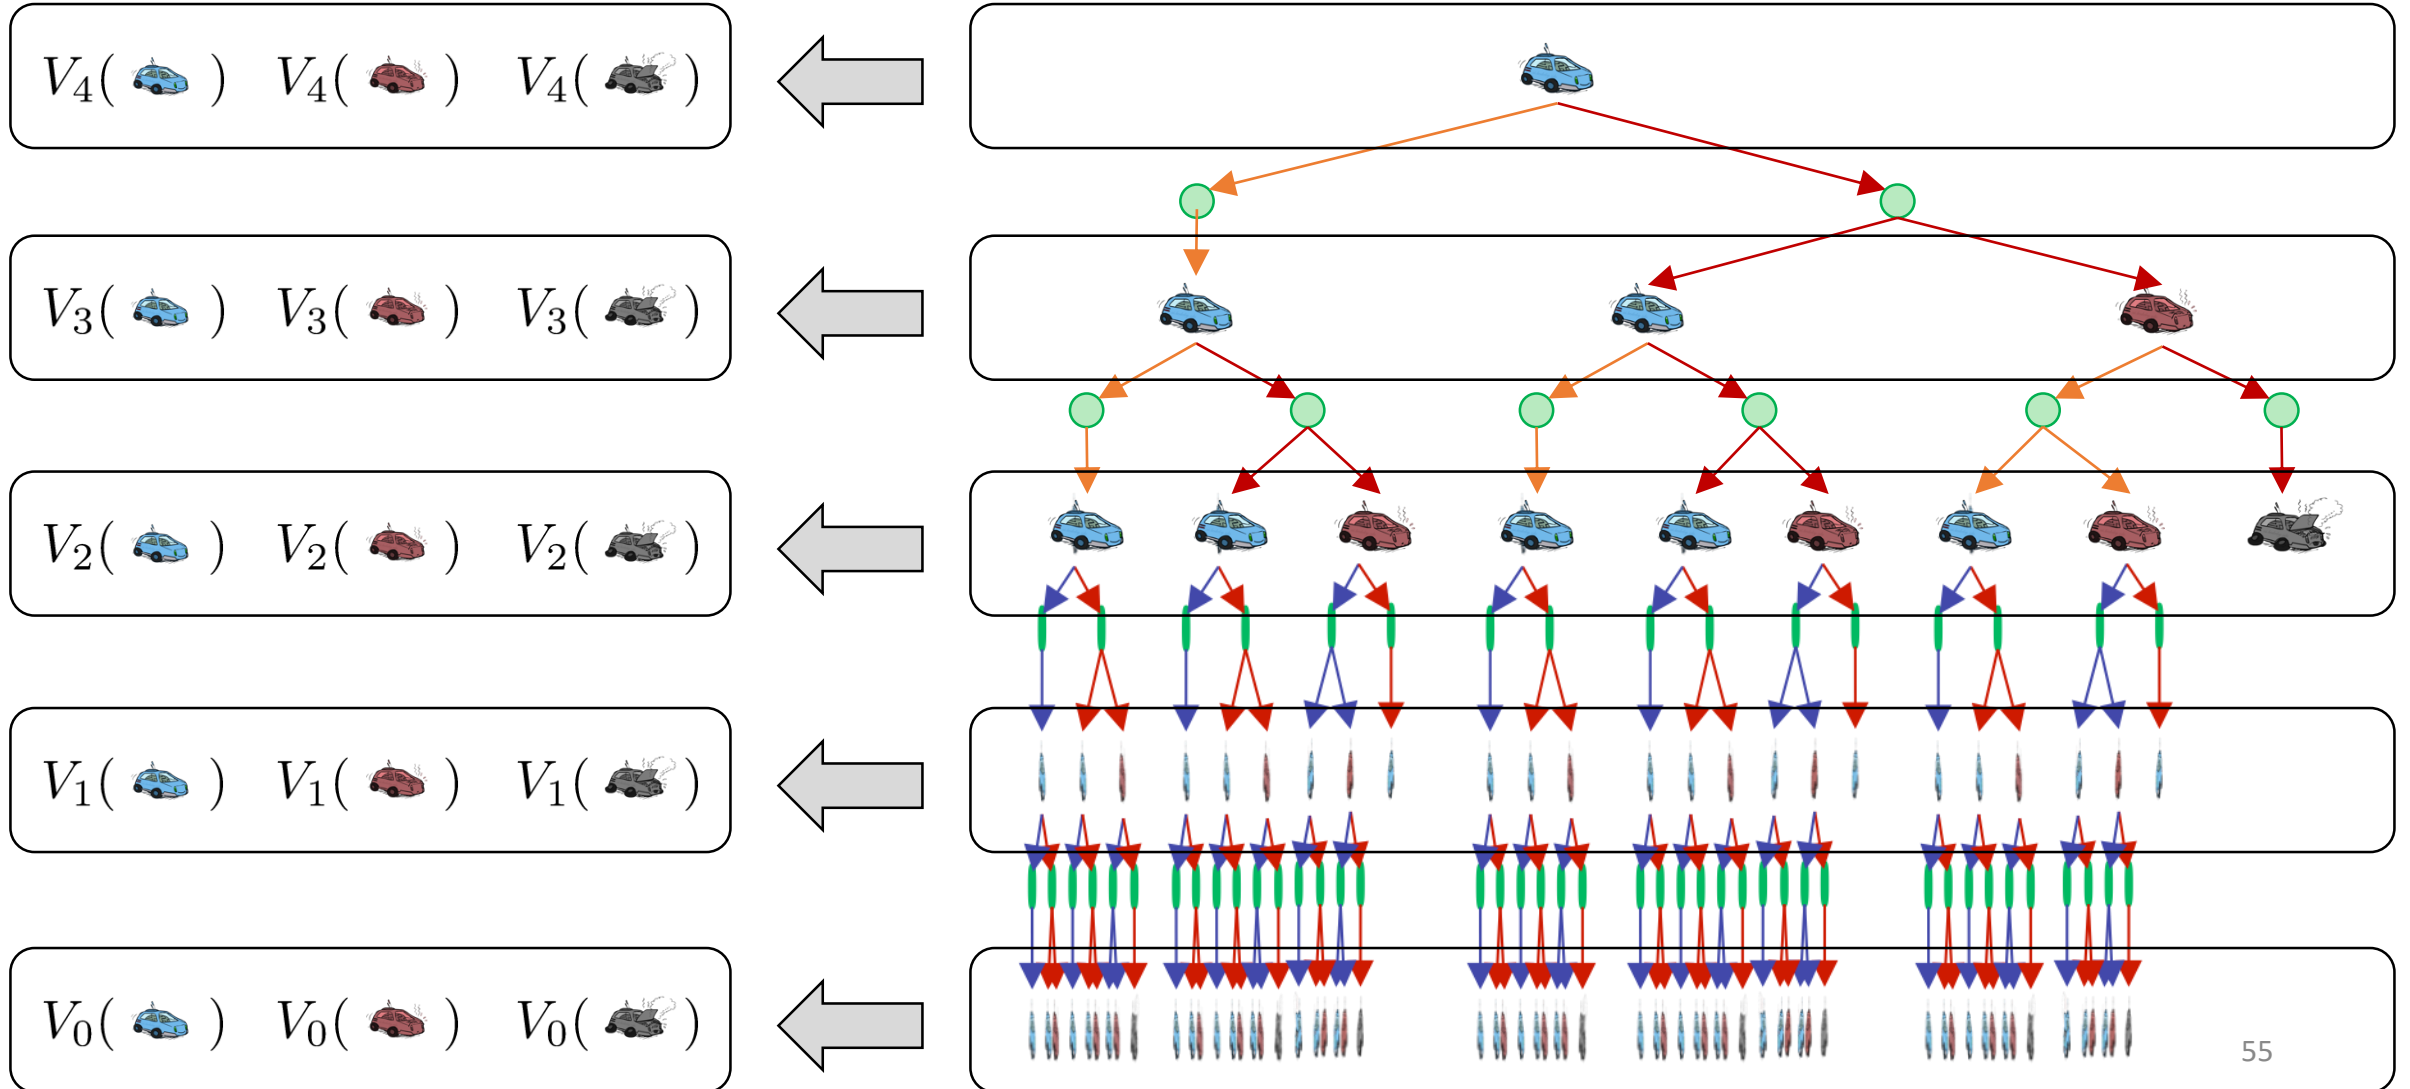 V4( ) V4( ) V4( )
V3( ) V3( ) V3( )
V2( ) V2( ) V2( )
V1( ) V1( ) V1( )
V0( ) V0( ) V0( )
55